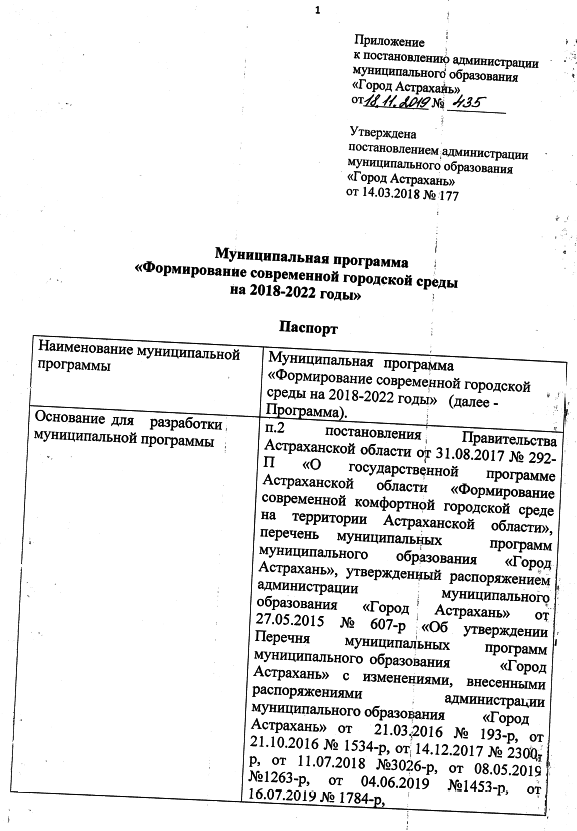 1
Приложение
к постановлению администрации
муниципального образования
«Город Астрахань»
от 18.11.2019 № 435
Утверждена
постановлением администрации
муниципального образования
«Город Астрахань»
от 14.03.2018 № 177
Муниципальная программа
«Формирование современной городской среды
на 2018-2022 годы»
Паспорт
Наименование муниципальной
программы
Муниципальная программа
«Формирование современной городской
среды на 2018-2022 годы» (далее -
Программа).
Основание для разработки
муниципальной программы
п.2 постановления Правительства
Астраханской области от 31.08.2017 № 292-
П «О государственной программе
Астраханской области «Формирование
современной комфортной городской среде
на территории Астраханской области»,
перечень муниципальных программ
муниципального образования «Город
Астрахань», утвержденный распоряжением
администрации муниципального
образования «Город Астрахань» от
27.05.2015 № 607-р «Об утверждении
Перечня муниципальных программ
муниципального образования «Город
Астрахань» с изменениями, внесенными
распоряжениями администрации
муниципального образования «Город
Астрахань» от 21.03.2016 № 193-р, от
21.10.2016 № 1534-р, от 14.12.2017 № 2300-
р, от 11.07.2018 №3026-р, от 08.05.2019
№1263-р, от 04.06.2019 №1453-р, от
16.07.2019 № 1784-р,